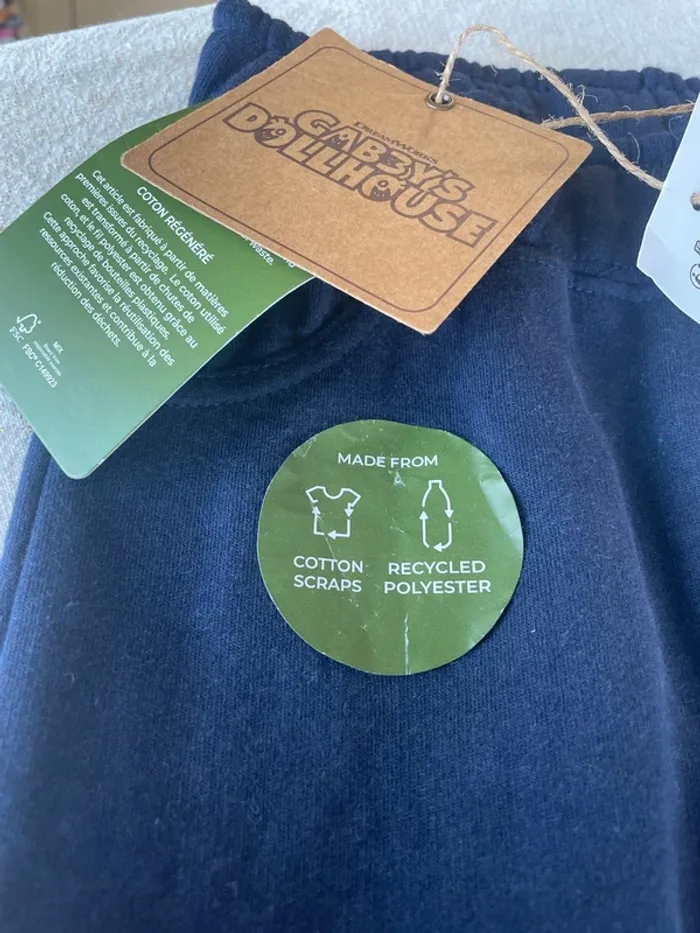 DREAMWORKS
GABBY'S
DOLLHOUSE
waste.
COTON RÉGÉNÉRÉ
Cet article est fabriqué à partir de matières
premières issues du recyclage. Le coton utilisé
est transformé à partir de chutes de
coton, et le fil polyester est obtenu grâce au
recyclage de bouteilles plastiques.
Cette approche favorise la réutilisation des
ressources existantes et contribue à la
réduction des déchets.
FSC
MIX
FSC® C149923
MADE FROM
COTTON
SCRAPS
RECYCLED
POLYESTER